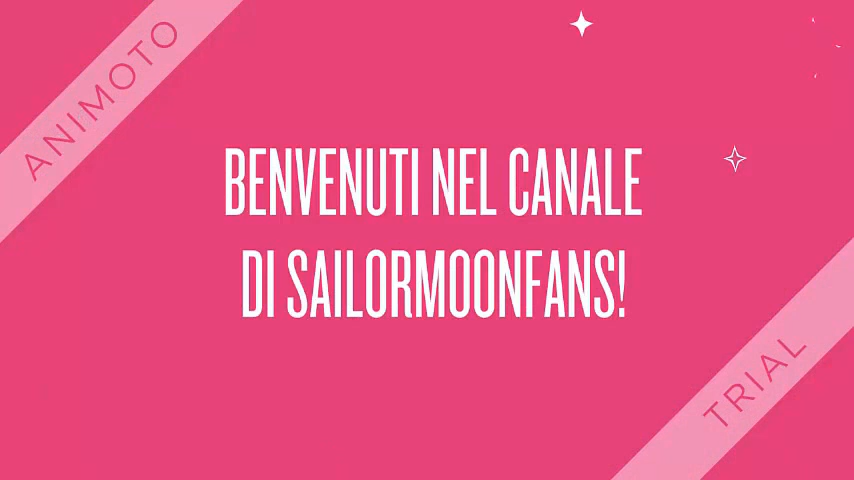 ANIMOTO
BENVENUTI NEL CANALE
DI SAILORMOONFANS!
TRIAL